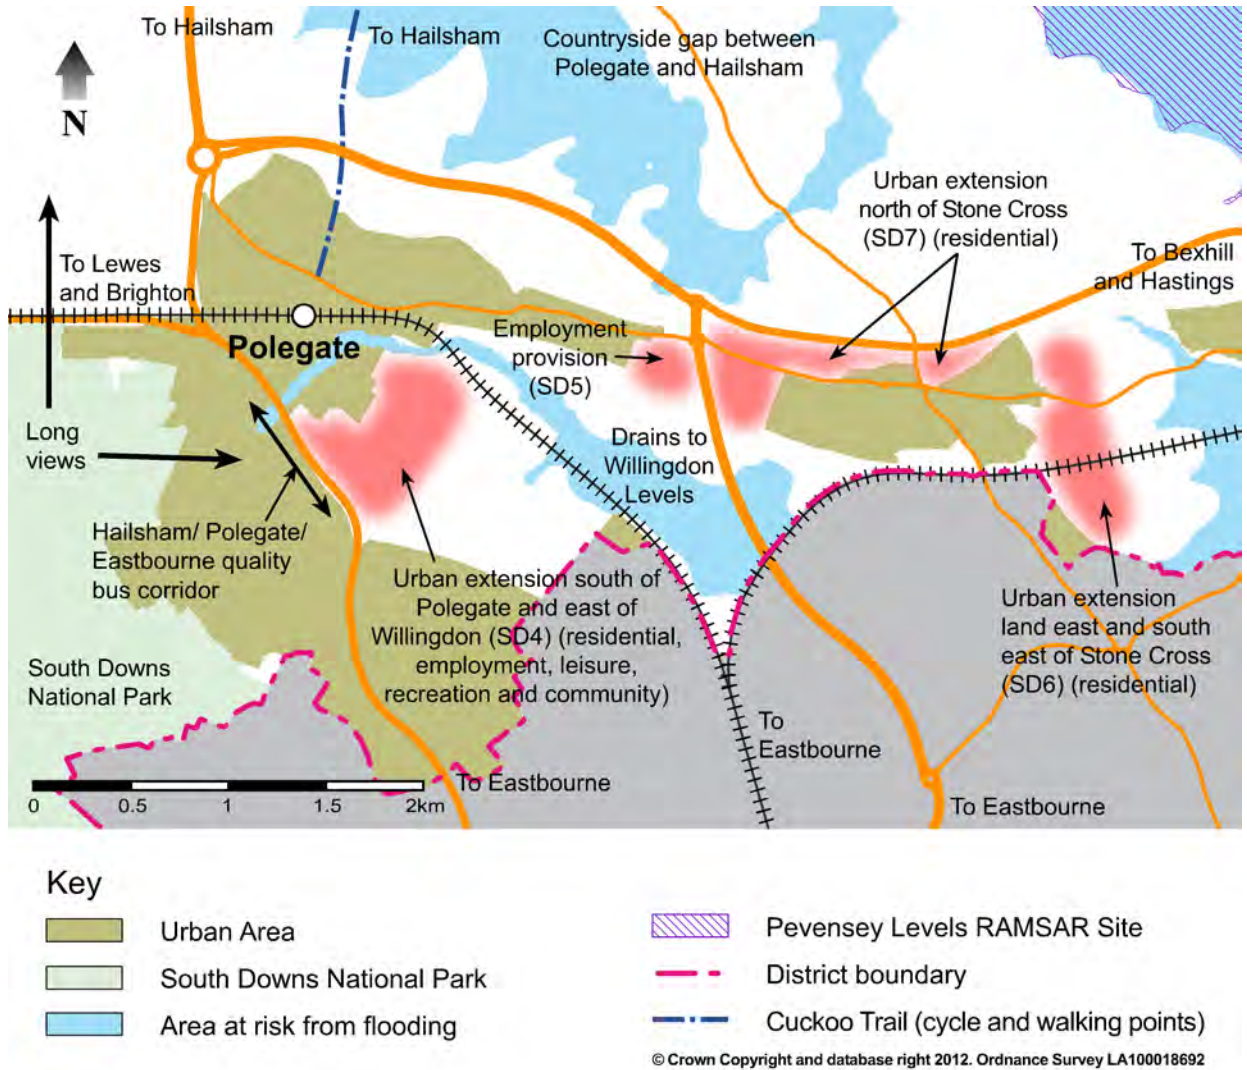 To Hailsham
To Hailsham
Countryside gap between
Polegate and Hailsham
N
Urban extension
north of Stone Cross
(SD7) (residential)
To Bexhill
and Hastings
To Lewes
and Brighton
Polegate
Employment
provision
(SD5)
Long
views
Drains to
Willingdon
Levels
Hailsham/ Polegate/
Eastbourne quality
bus corridor
Urban extension south of
Polegate and east of
Willingdon (SD4) (residential,
employment, leisure,
recreation and community)
Urban extension
land east and south
east of Stone Cross
(SD6) (residential)
South Downs
National Park
To
Eastbourne
To Eastbourne
To Eastbourne
0 0.5 1 1.5 2km
Key
Urban Area
South Downs National Park
Area at risk from flooding
Pevensey Levels RAMSAR Site
District boundary
Cuckoo Trail (cycle and walking points)
© Crown Copyright and database right 2012. Ordnance Survey LA100018692